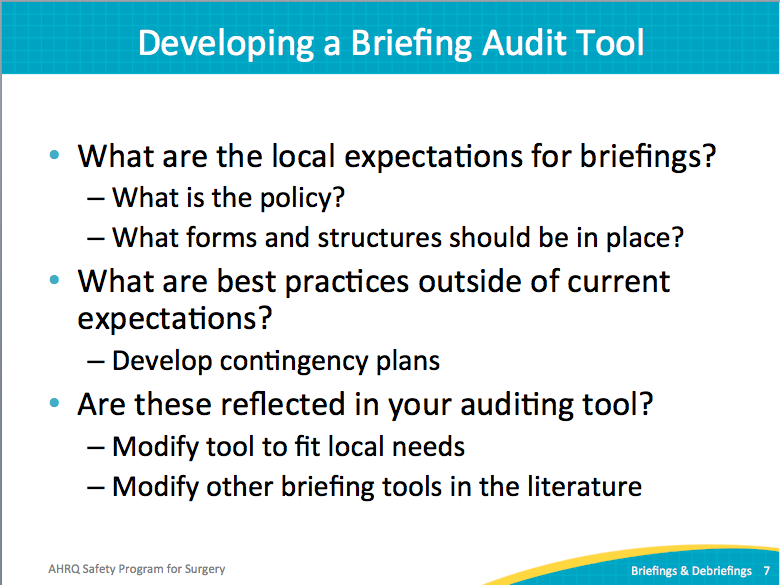 Developing a Briefing Audit Tool
• What are the local expectations for briefings?
– What is the policy?
– What forms and structures should be in place?
• What are best practices outside of current
expectations?
– Develop contingency plans
• Are these reflected in your auditing tool?
– Modify tool to fit local needs
– Modify other briefing tools in the literature
AHRQ Safety Program for Surgery
Briefings & Debriefings 7